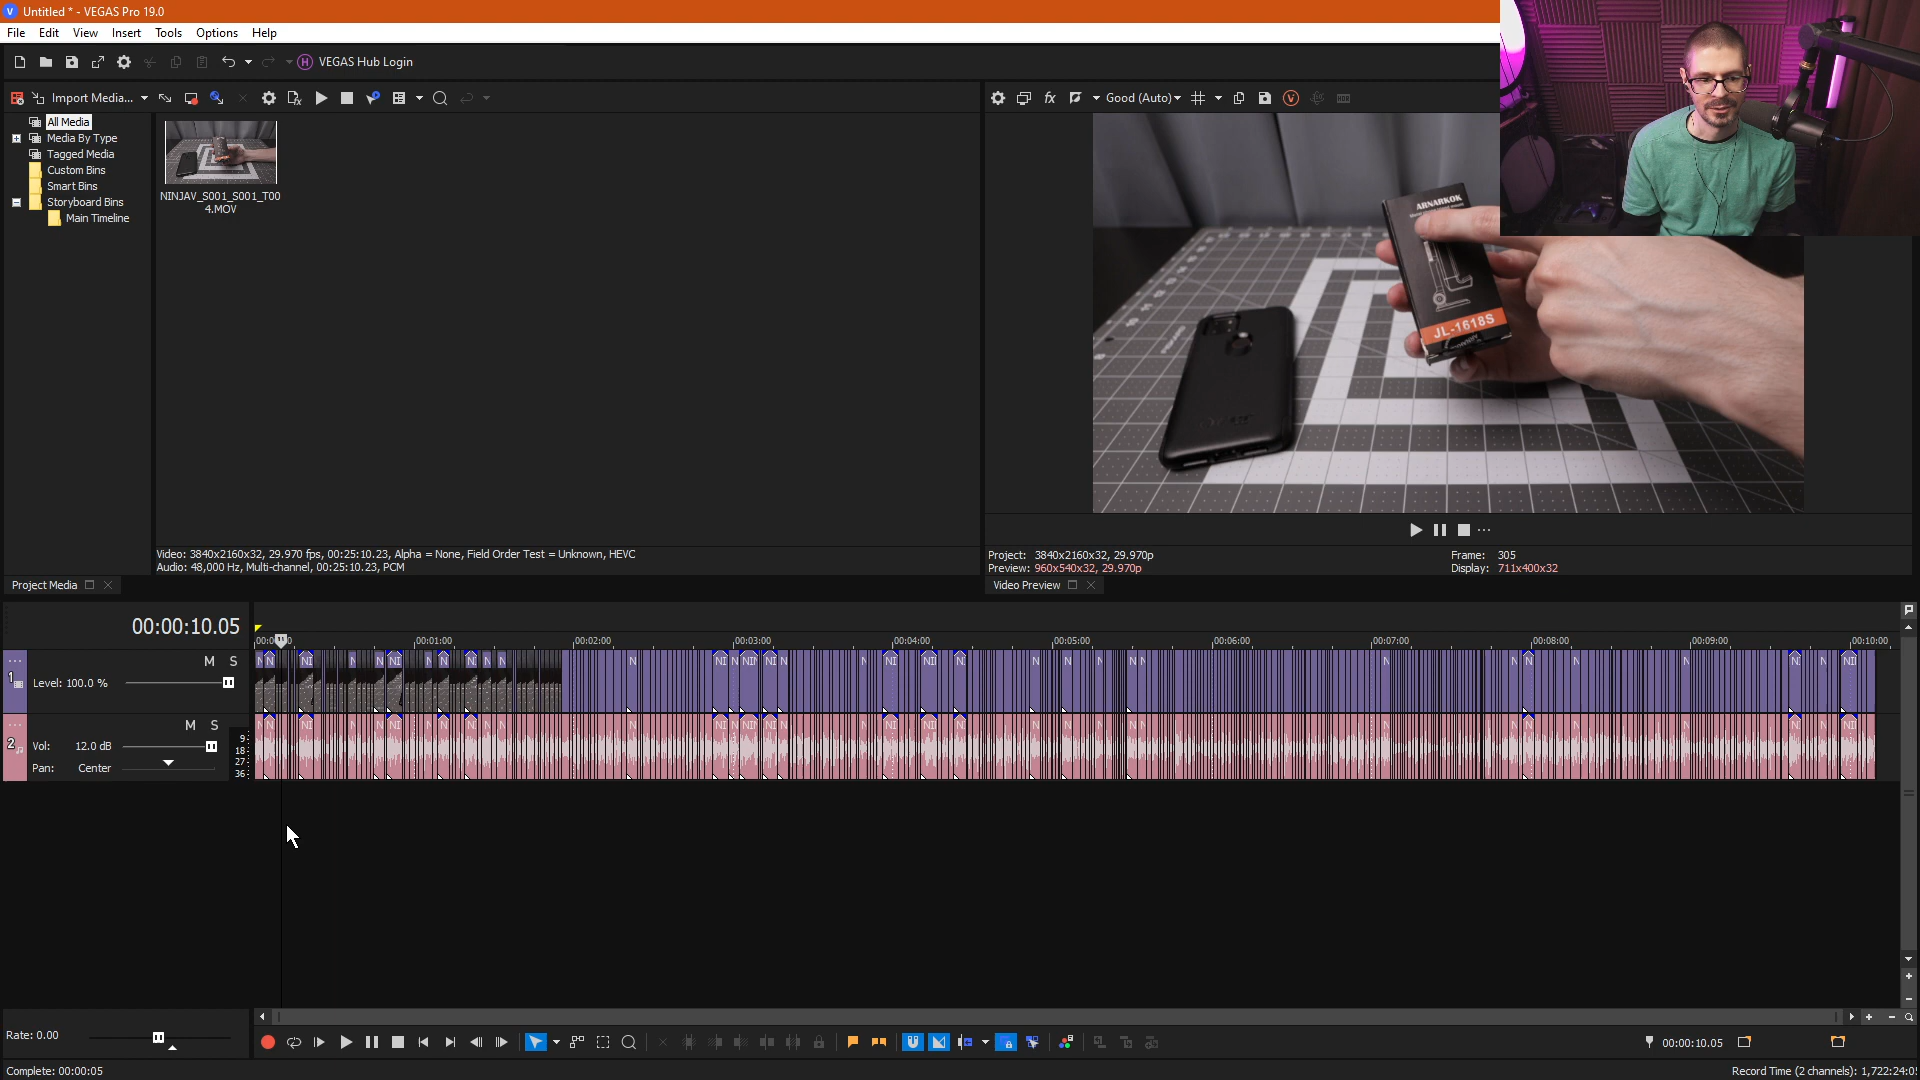 Untitled * - VEGAS Pro 19.0
File Edit View Insert Tools Options Help
VEGAS Hub Login
Import Media...
Good (Auto)
All Media
Media By Type
Tagged Media
Custom Bins
Smart Bins
Storyboard Bins
Main Timeline
NINJAV_S001_S001_T00
4.MOV
ARNARKOK
JL-1618S
Video: 3840x2160x32, 29.970 fps, 00:25:10.23, Alpha = None, Field Order Test = Unknown, HEVC
Audio: 48,000 Hz, Multi-channel, 00:25:10.23, PCM
Project: 3840x2160x32, 29.970p
Preview: 960x540x32, 29.970p
Frame: 305
Display: 711x400x32
Project Media
Video Preview
00:00:10.05
00:01:00 00:02:00 00:03:00 00:04:00 00:05:00 00:06:00 00:07:00 00:08:00 00:09:00 00:10:00
1 M S
Level: 100.0 %
2 M S
Vol: 12.0 dB
Pan: Center
9
18
27
36
Rate: 0.00
00:00:10.05
Complete: 00:00:05
Record Time (2 channels): 1,722:24:0